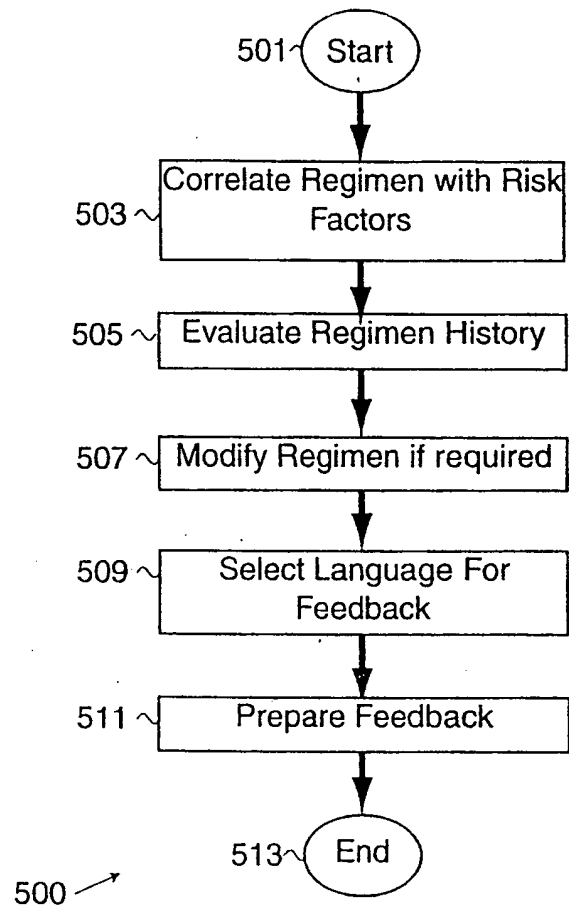 501 Start
503 Correlate Regimen with Risk
Factors
505 Evaluate Regimen History
507 Modify Regimen if required
509 Select Language For
Feedback
511 Prepare Feedback
513 End
500